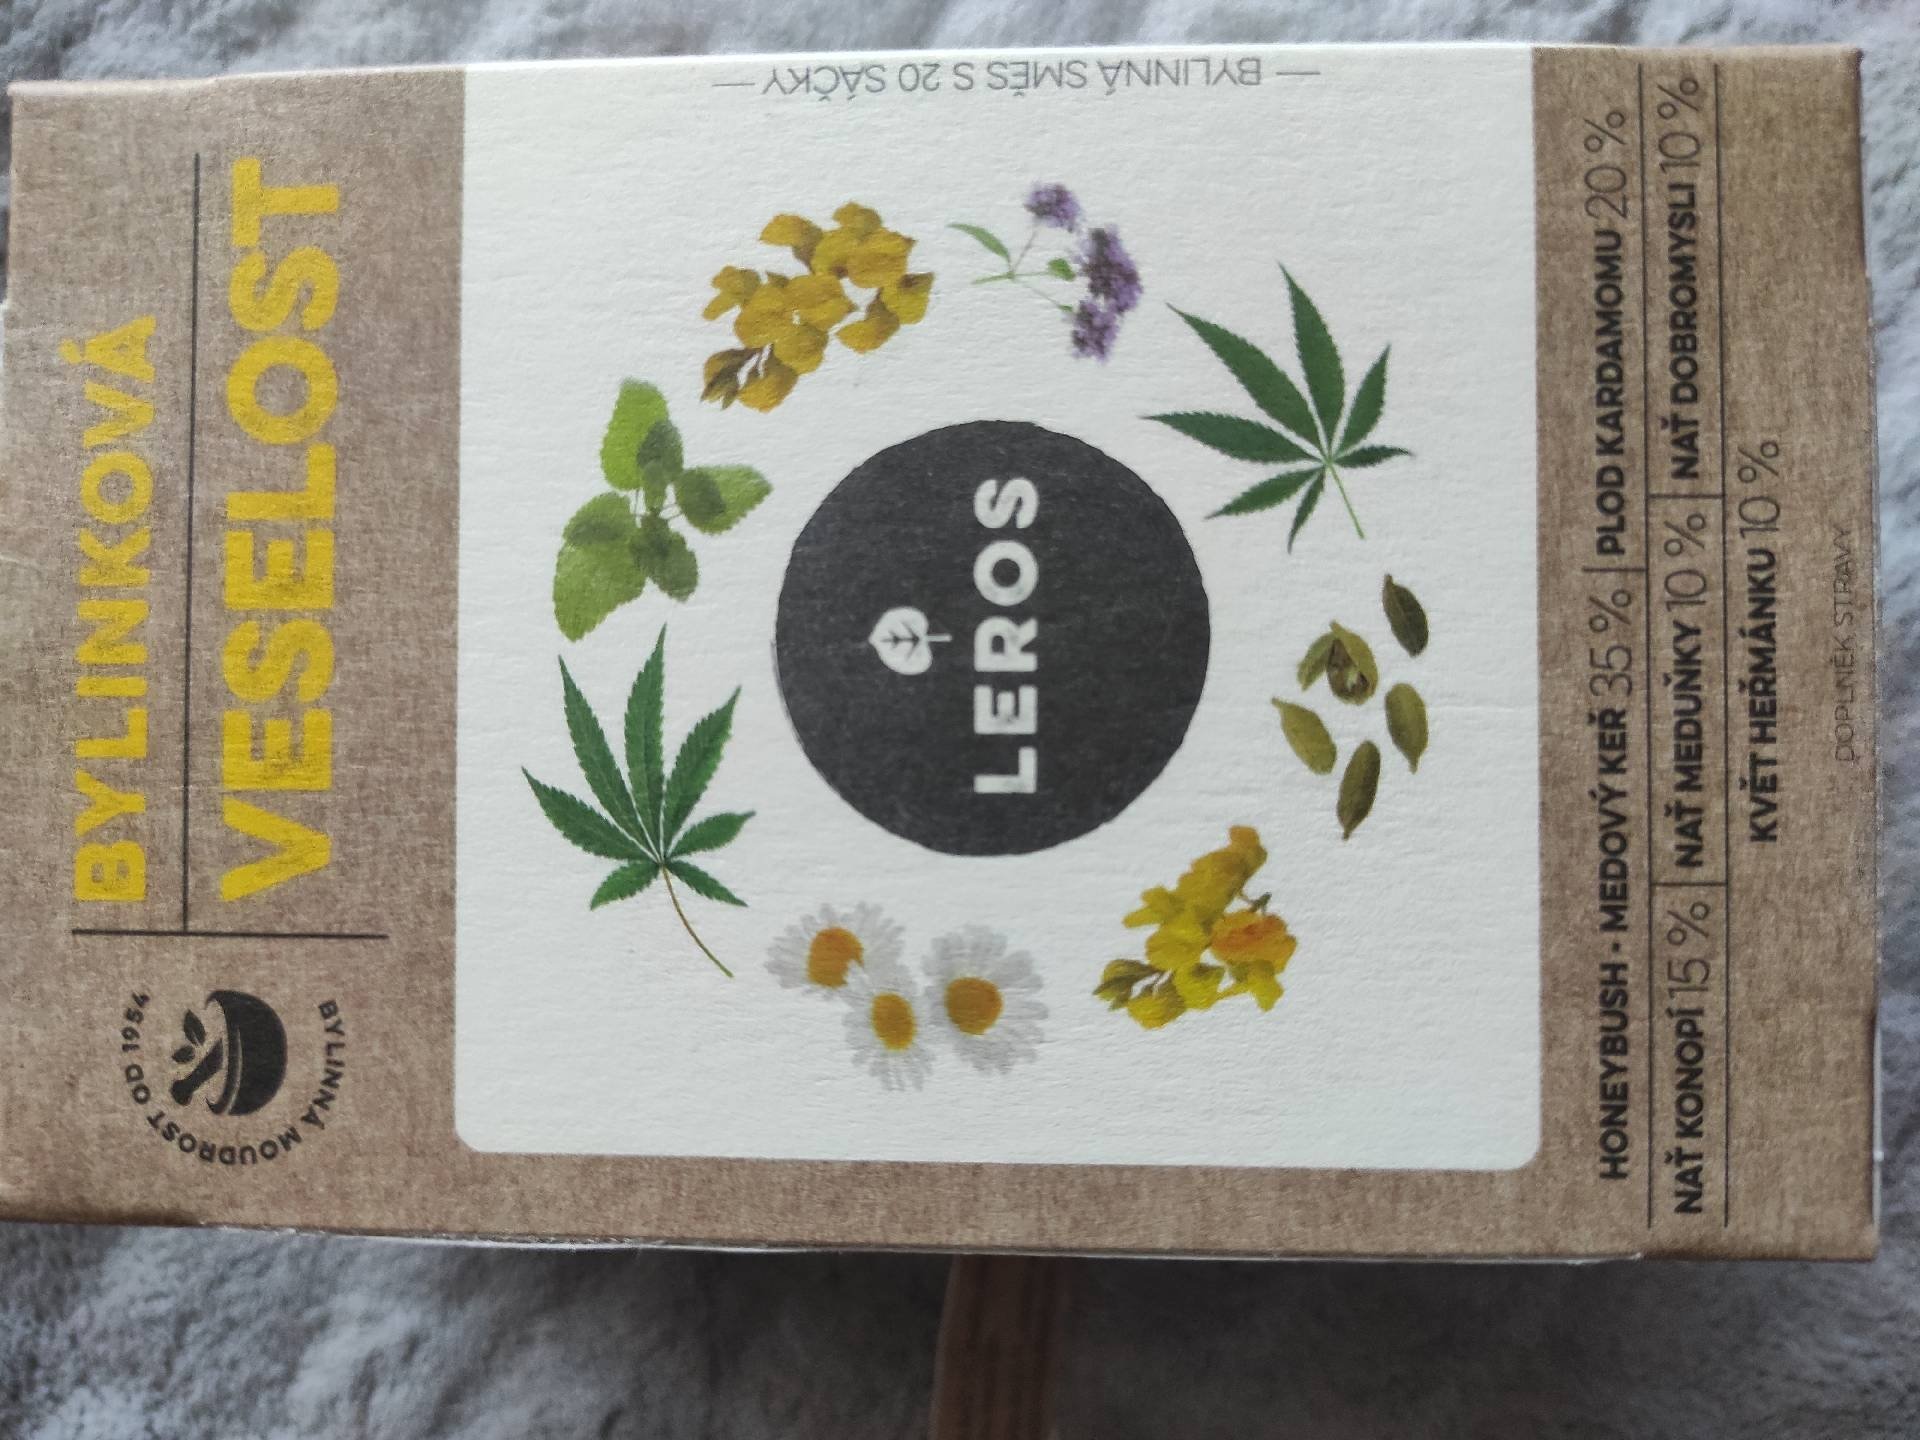 BYLINNÁ MOUDROST OD 1954
BYLINKOVÁ
VESELOST
LEROS
— BYLINNÁ SMĚS S 20 SÁČKY —
HONEYBUSH - MEDOVÝ KEŘ 35 % | PLOD KARDAMOMU 20 %
NAŤ KONOPÍ 15 % | NAŤ MEDUŇKY 10 % | NAŤ DOBROMYSLI 10 %
KVĚT HEŘMÁNKU 10 %
DOPLNĚK STRAVY